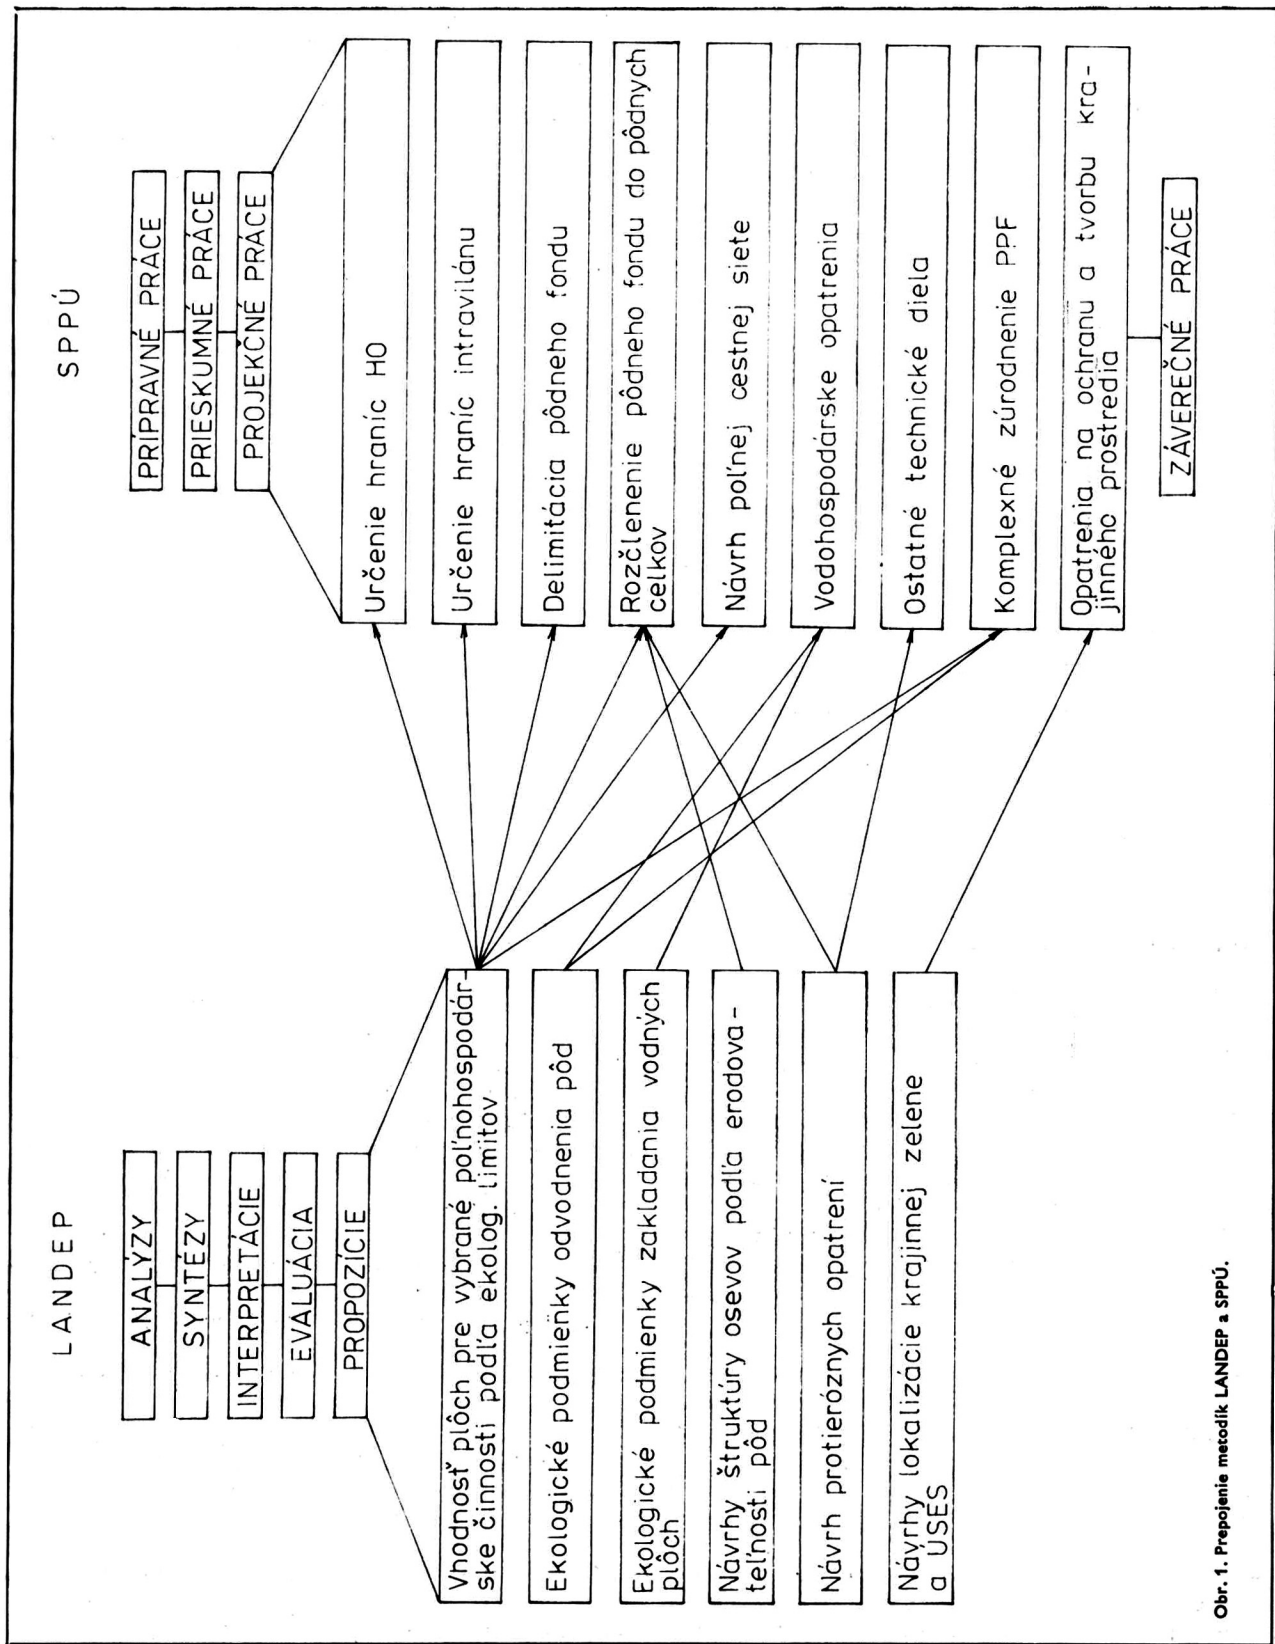 LANDEP
ANALÝZY
SYNTÉZY
INTERPRETÁCIE
EVALUÁCIA
PROPOZÍCIE
Vhodnosť plôch pre vybrané poľnohospodár-
ske činnosti podľa ekolog. limitov
Ekologické podmienky odvodnenia pôd
Ekologické podmienky zakladania vodných
plôch
Návrhy štruktúry osevov podľa erodova-
teľnosti pôd
Návrh protieróznych opatrení
Návrhy lokalizácie krajinnej zelene
a ÚSES
SPPÚ
PRÍPRAVNÉ PRÁCE
PRIESKUMNÉ PRÁCE
PROJEKČNÉ PRÁCE
Určenie hraníc HO
Určenie hraníc intravilánu
Delimitácia pôdneho fondu
Rozčlenenie pôdneho fondu do pôdnych
celkov
Návrh poľnej cestnej siete
Vodohospodárske opatrenia
Ostatné technické diela
Komplexné zúrodnenie PPF
Opatrenia na ochranu a tvorbu kra-
jinného prostredia
ZÁVEREČNÉ PRÁCE
Obr. 1. Prepojenie metodík LANDEP a SPPÚ.